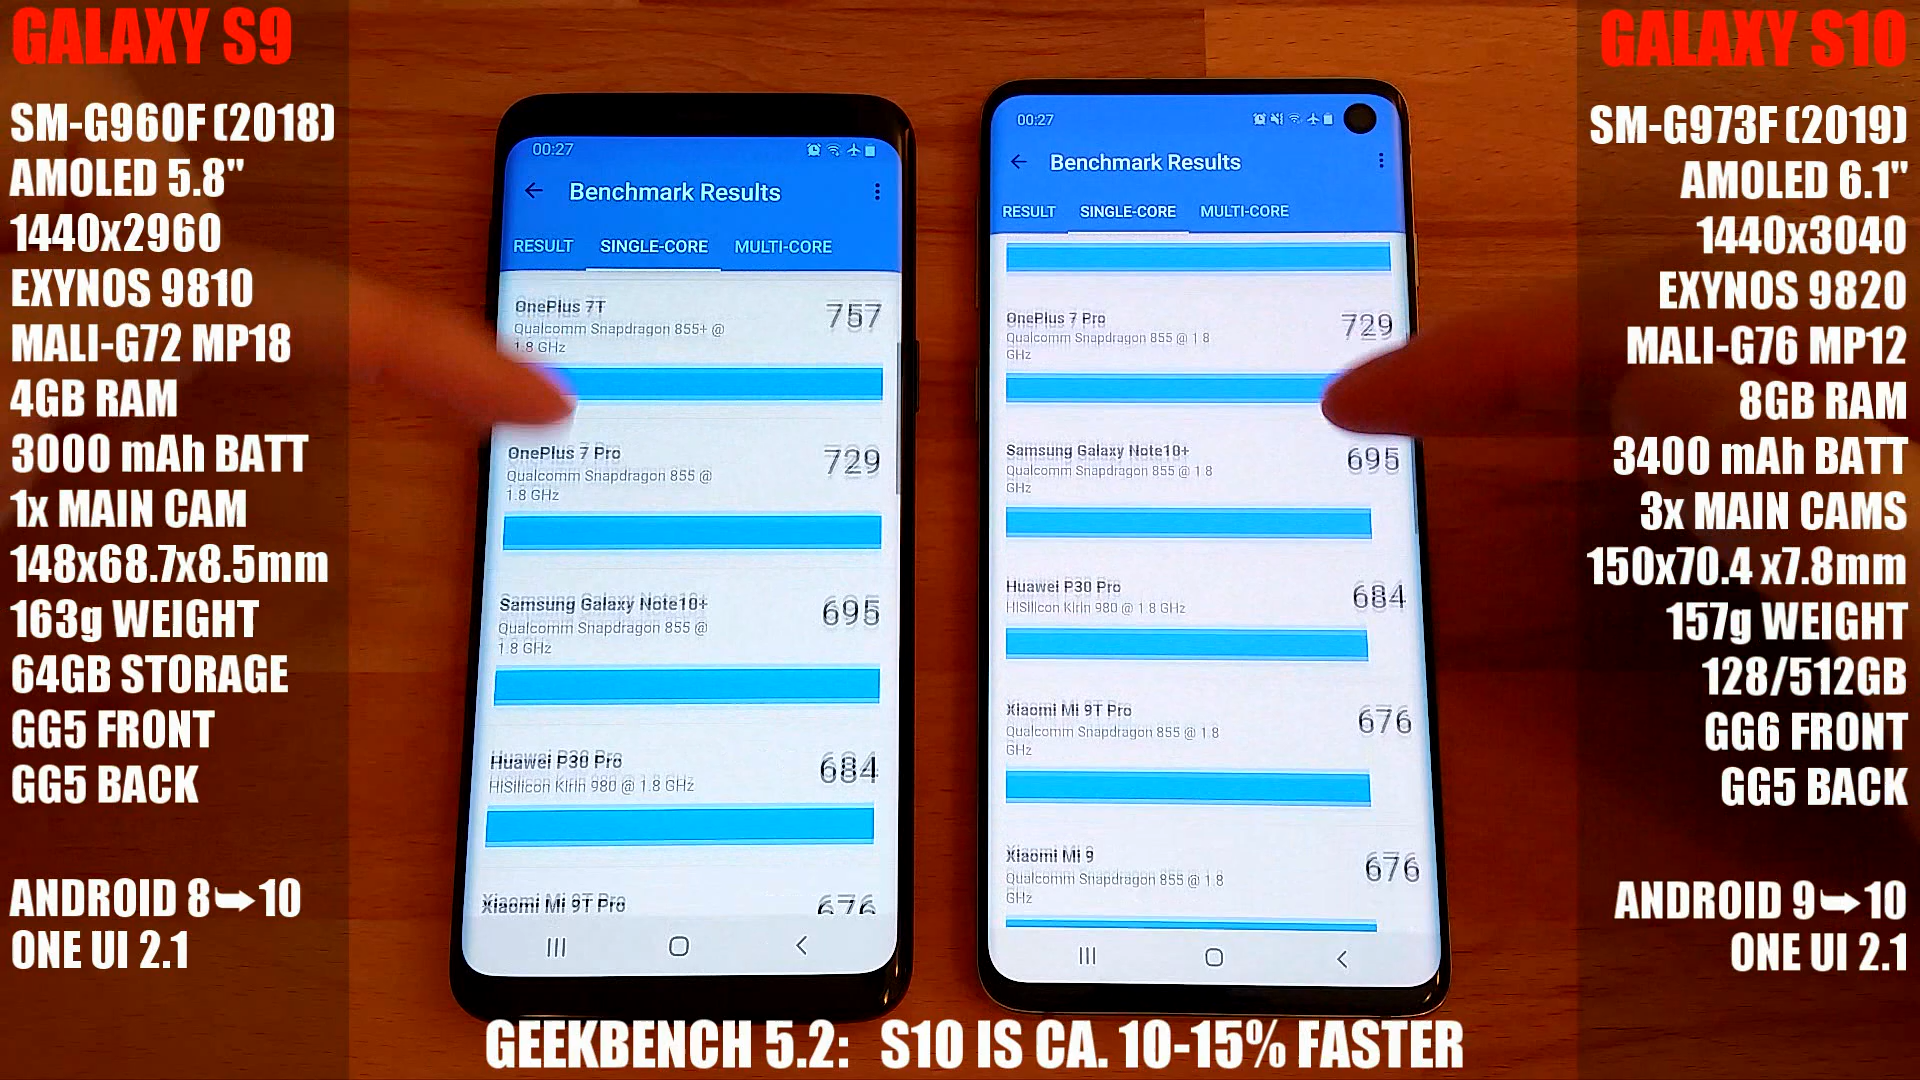 GALAXY S9
SM-G960F (2018)
AMOLED 5.8"
1440x2960
EXYNOS 9810
MALI-G72 MP18
4GB RAM
3000 mAh BATT
1x MAIN CAM
148x68.7x8.5mm
163g WEIGHT
64GB STORAGE
GG5 FRONT
GG5 BACK
ANDROID 8➥10
ONE UI 2.1
00:27
Benchmark Results
RESULT SINGLE-CORE MULTI-CORE
OnePlus 7T 757
Qualcomm Snapdragon 855+ @
1.8 GHz
OnePlus 7 Pro 729
Qualcomm Snapdragon 855 @
1.8 GHz
Samsung Galaxy Note10+ 695
Qualcomm Snapdragon 855 @
1.8 GHz
Huawei P30 Pro 684
HiSilicon Kirin 980 @ 1.8 GHz
Xiaomi Mi 9T Pro 676
00:27
Benchmark Results
RESULT SINGLE-CORE MULTI-CORE
OnePlus 7 Pro 729
Qualcomm Snapdragon 855 @ 1.8
GHz
Samsung Galaxy Note10+ 695
Qualcomm Snapdragon 855 @ 1.8
GHz
Huawei P30 Pro 684
HiSilicon Kirin 980 @ 1.8 GHz
Xiaomi Mi 9T Pro 676
Qualcomm Snapdragon 855 @ 1.8
GHz
Xiaomi Mi 9 676
Qualcomm Snapdragon 855 @ 1.8
GHz
GALAXY S10
SM-G973F (2019)
AMOLED 6.1"
1440x3040
EXYNOS 9820
MALI-G76 MP12
8GB RAM
3400 mAh BATT
3x MAIN CAMS
150x70.4 x7.8mm
157g WEIGHT
128/512GB
GG6 FRONT
GG5 BACK
ANDROID 9➥10
ONE UI 2.1
GEEKBENCH 5.2: S10 IS CA. 10-15% FASTER